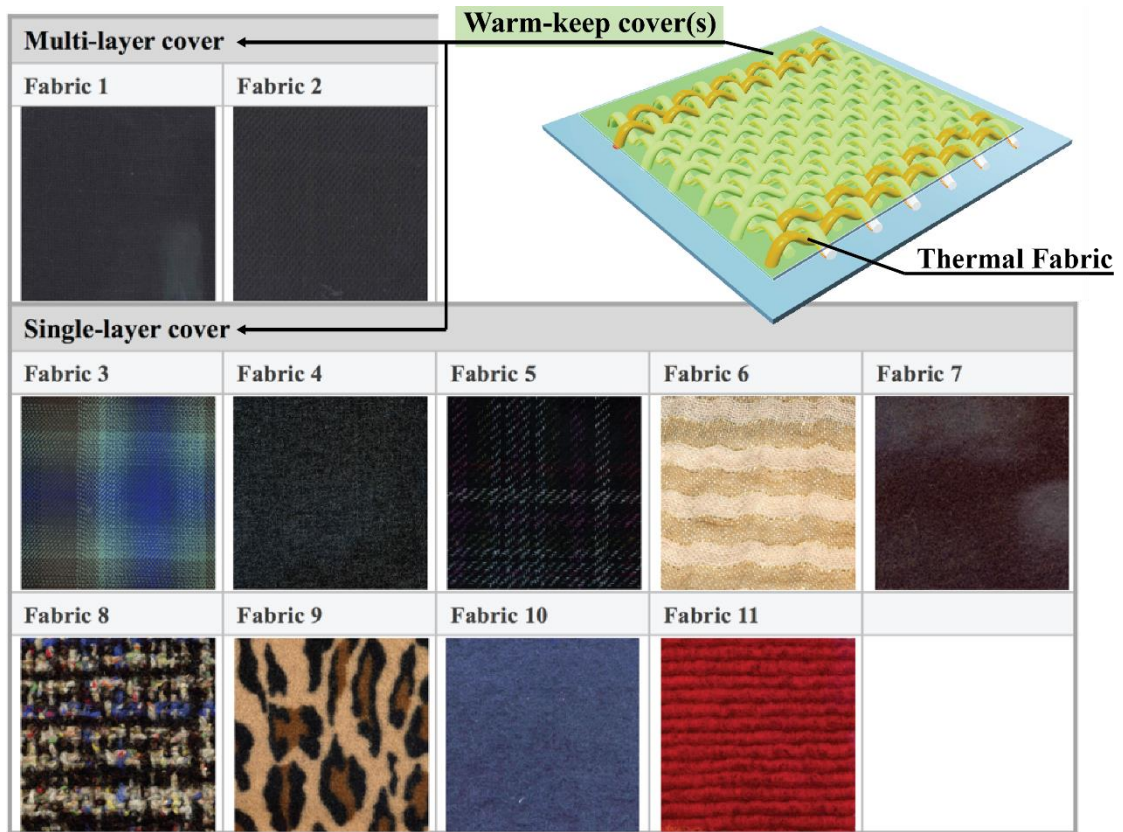 Warm-keep cover(s)
Multi-layer cover
Fabric 1 Fabric 2
Thermal Fabric
Single-layer cover
Fabric 3 Fabric 4 Fabric 5 Fabric 6 Fabric 7
Fabric 8 Fabric 9 Fabric 10 Fabric 11